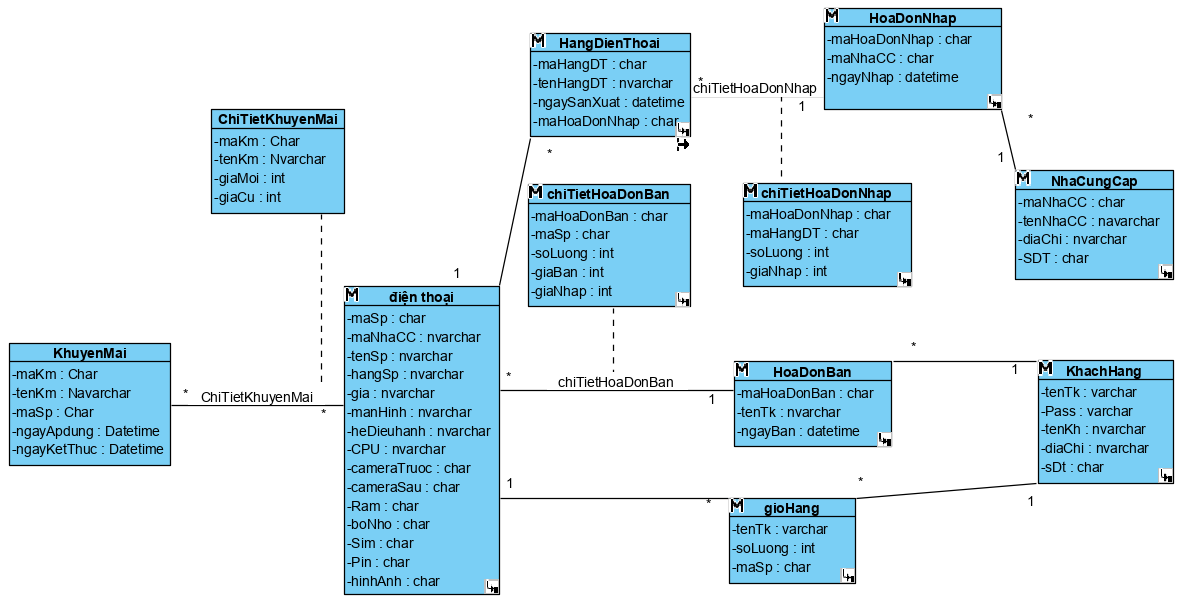 HoaDonNhap
-maHoaDonNhap : char
-maNhaCC : char
-ngayNhap : datetime
HangDienThoai
-maHangDT : char
-tenHangDT : nvarchar
-ngaySanXuat : datetime
-maHoaDonNhap : char
*
chiTietHoaDonNhap
1
ChiTietKhuyenMai
-maKm : Char
-tenKm : Nvarchar
-giaMoi : int
-giaCu : int
*
1
*
NhaCungCap
-maNhaCC : char
-tenNhaCC : navarchar
-diaChi : nvarchar
-SDT : char
chiTietHoaDonBan
-maHoaDonBan : char
-maSp : char
-soLuong : int
-giaBan : int
-giaNhap : int
chiTietHoaDonNhap
-maHoaDonNhap : char
-maHangDT : char
-soLuong : int
-giaNhap : int
1
điện thoại
-maSp : char
-maNhaCC : nvarchar
-tenSp : nvarchar
-hangSp : nvarchar
-gia : nvarchar
-manHinh : nvarchar
-heDieuhanh : nvarchar
-CPU : nvarchar
-cameraTruoc : char
-cameraSau : char
-Ram : char
-boNho : char
-Sim : char
-Pin : char
-hinhAnh : char
KhuyenMai
-maKm : Char
-tenKm : Navarchar
-maSp : Char
-ngayApdung : Datetime
-ngayKetThuc : Datetime
*
ChiTietKhuyenMai
*
*
chiTietHoaDonBan
1
HoaDonBan
-maHoaDonBan : char
-tenTk : nvarchar
-ngayBan : datetime
*
1
KhachHang
-tenTk : varchar
-Pass : varchar
-tenKh : nvarchar
-diaChi : nvarchar
-sDt : char
1
*
*
1
gioHang
-tenTk : varchar
-soLuong : int
-maSp : char